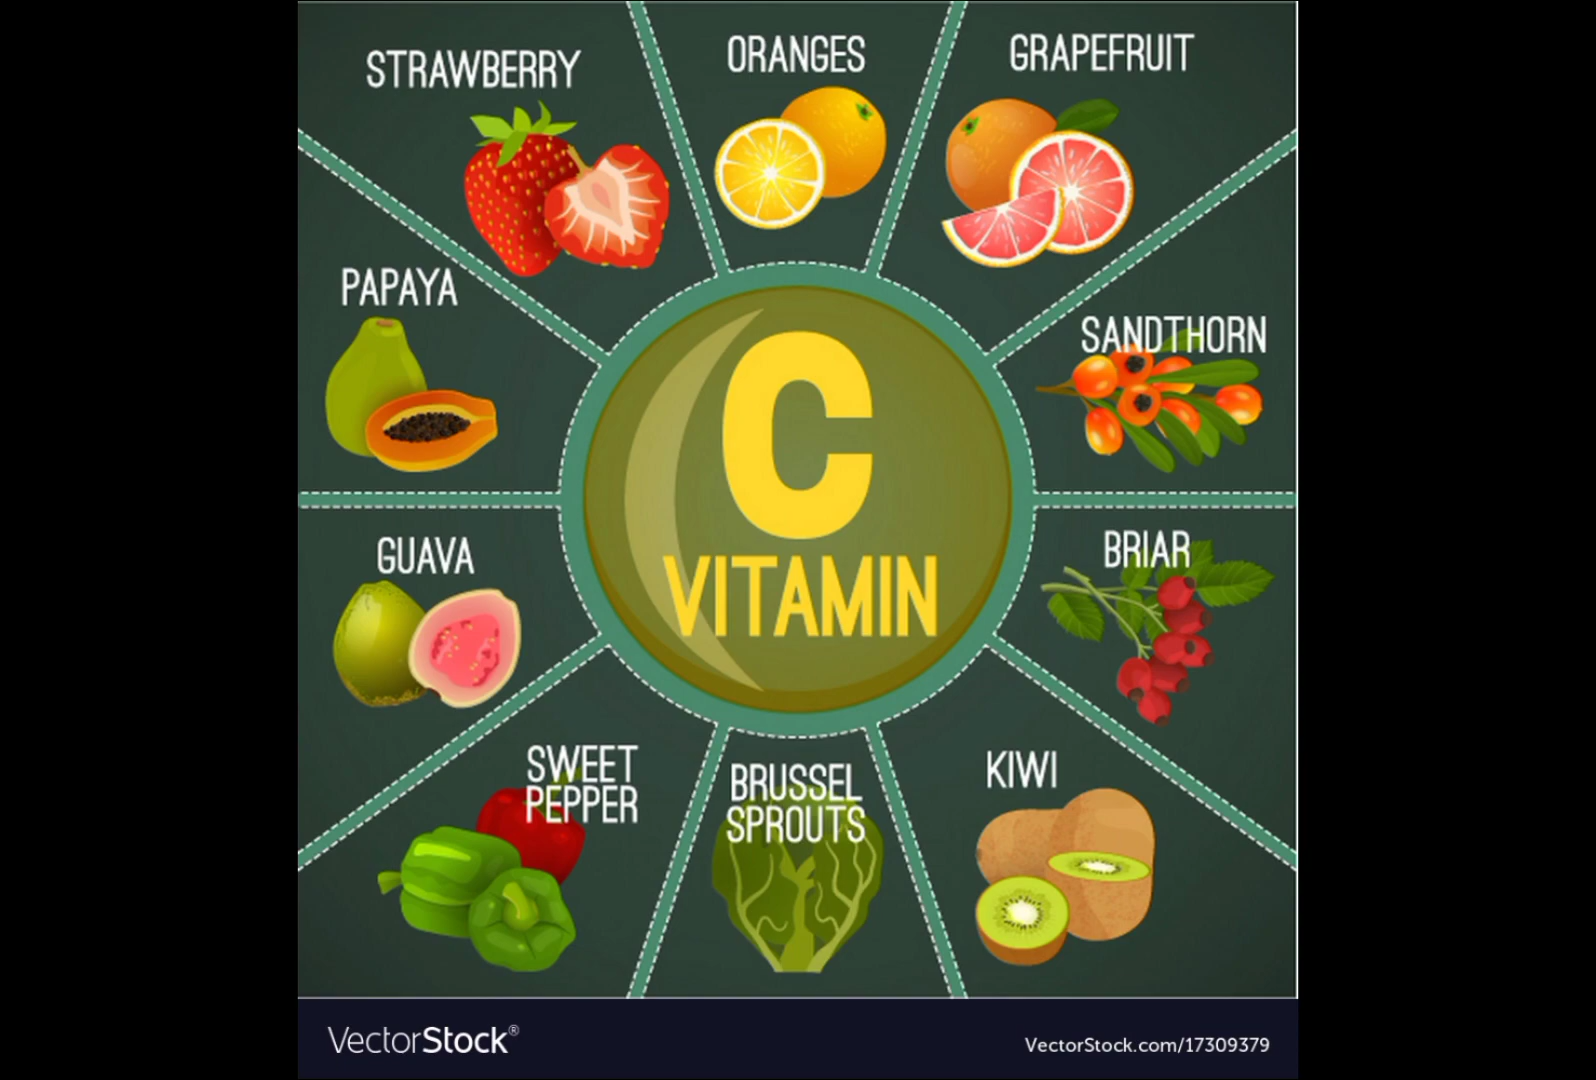 STRAWBERRY
ORANGES
GRAPEFRUIT
PAPAYA
SANDTHORN
C
VITAMIN
GUAVA
BRIAR
SWEET
PEPPER
BRUSSEL
SPROUTS
KIWI
VectorStock®
VectorStock.com/17309379